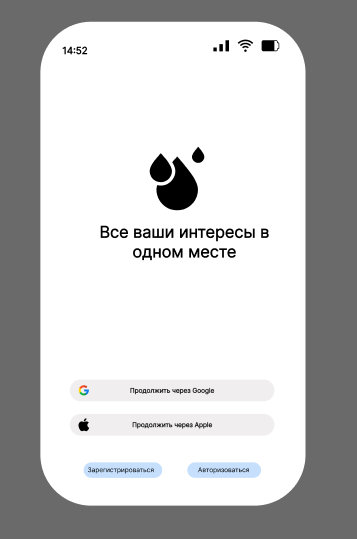 14:52
Все ваши интересы в
одном месте
Продолжить через Google
Продолжить через Apple
Зарегистрироваться
Авторизоваться